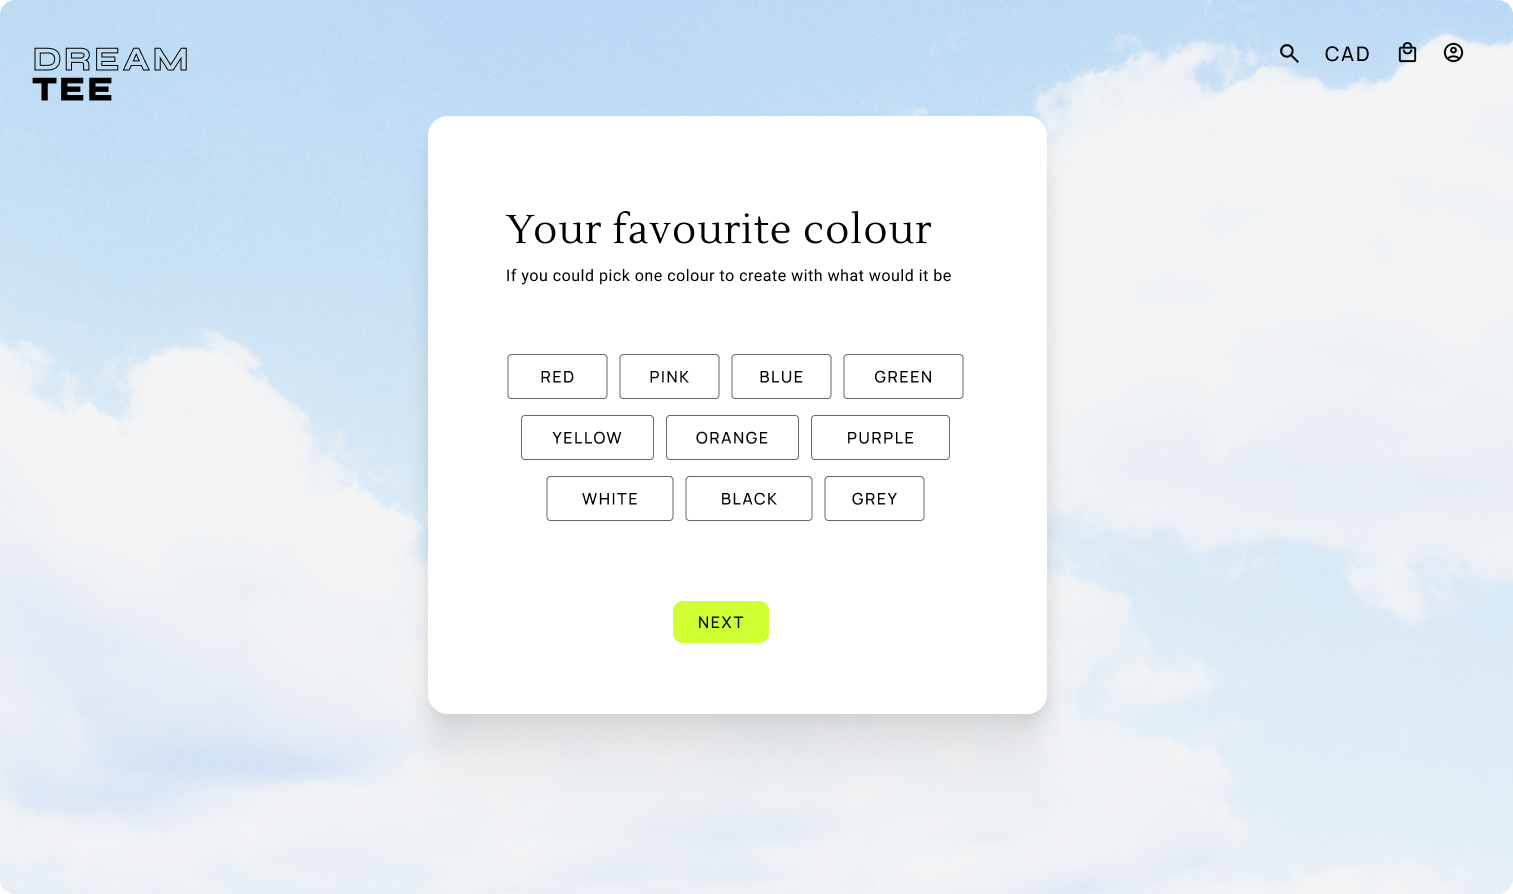 DREAM
TEE
CAD
Your favourite colour
If you could pick one colour to create with what would it be
RED PINK BLUE GREEN
YELLOW ORANGE PURPLE
WHITE BLACK GREY
NEXT